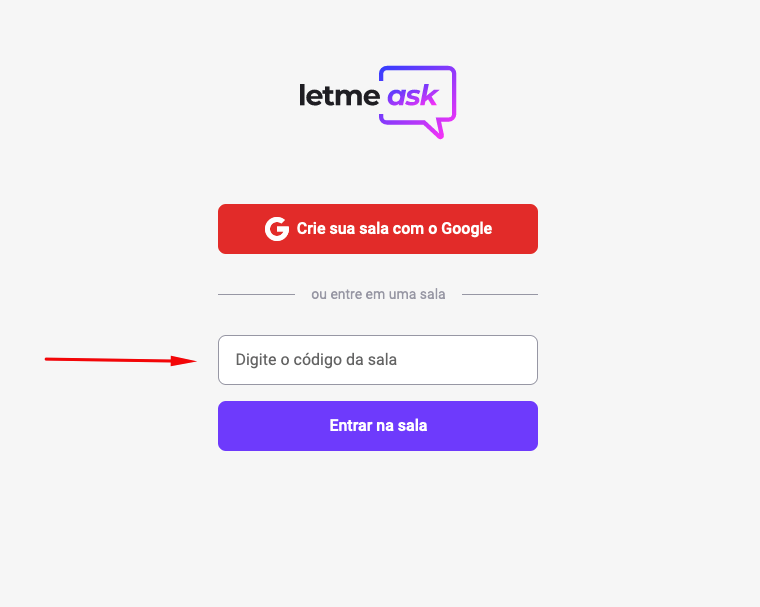 letme ask
Crie sua sala com o Google
ou entre em uma sala
Digite o código da sala
Entrar na sala